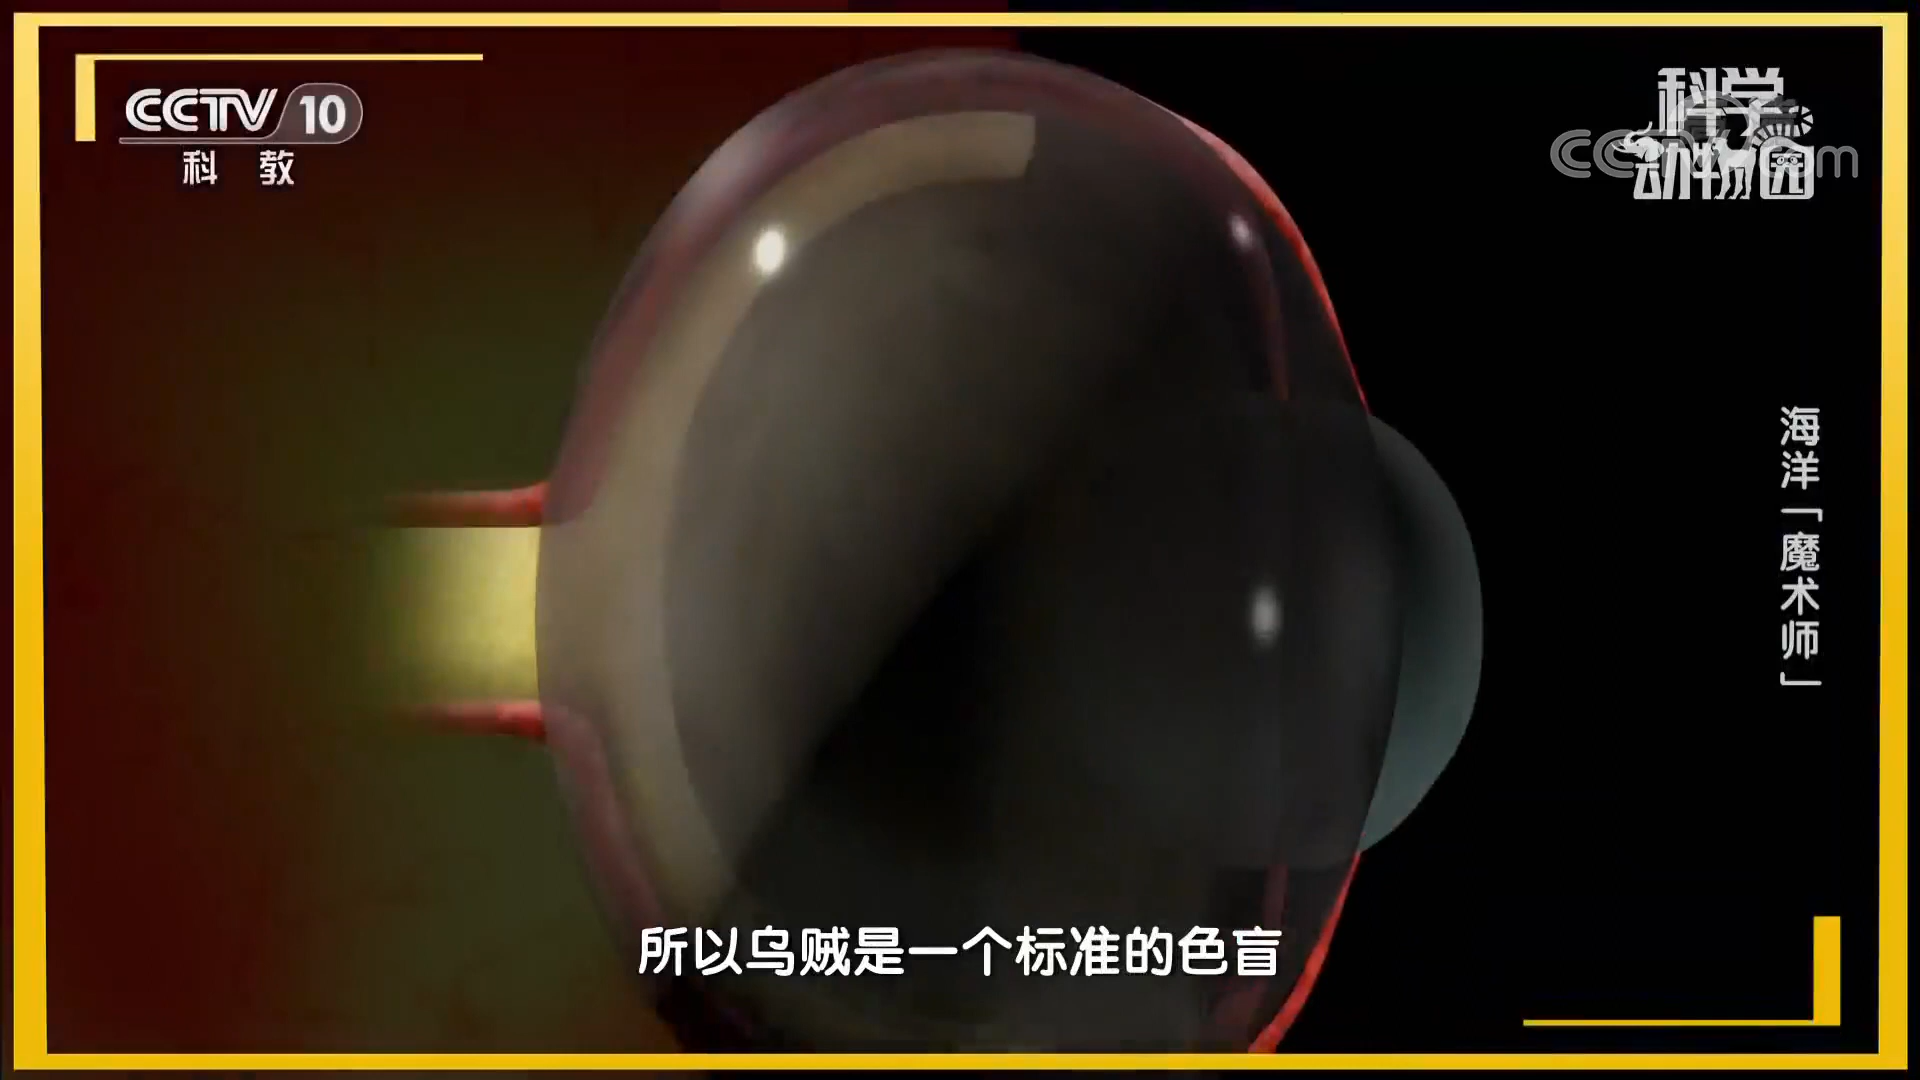 CCTV 10
科 教
科学
动物园
海洋「魔术师」
所以乌贼是一个标准的色盲